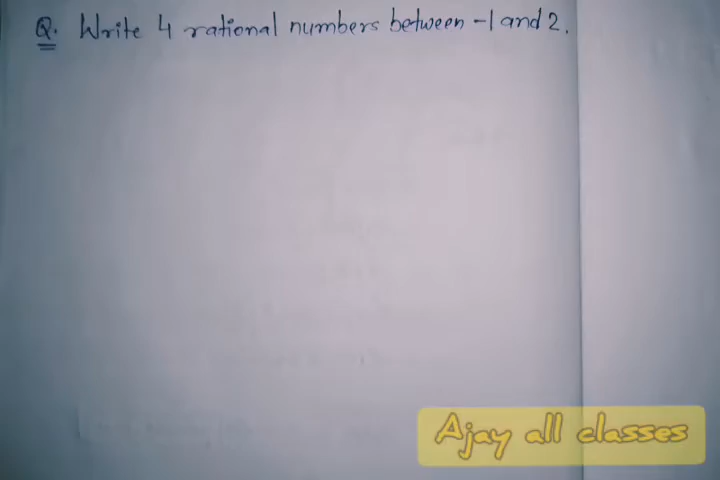 Q. Write 4 rational numbers between -1 and 2.
Ajay all classes